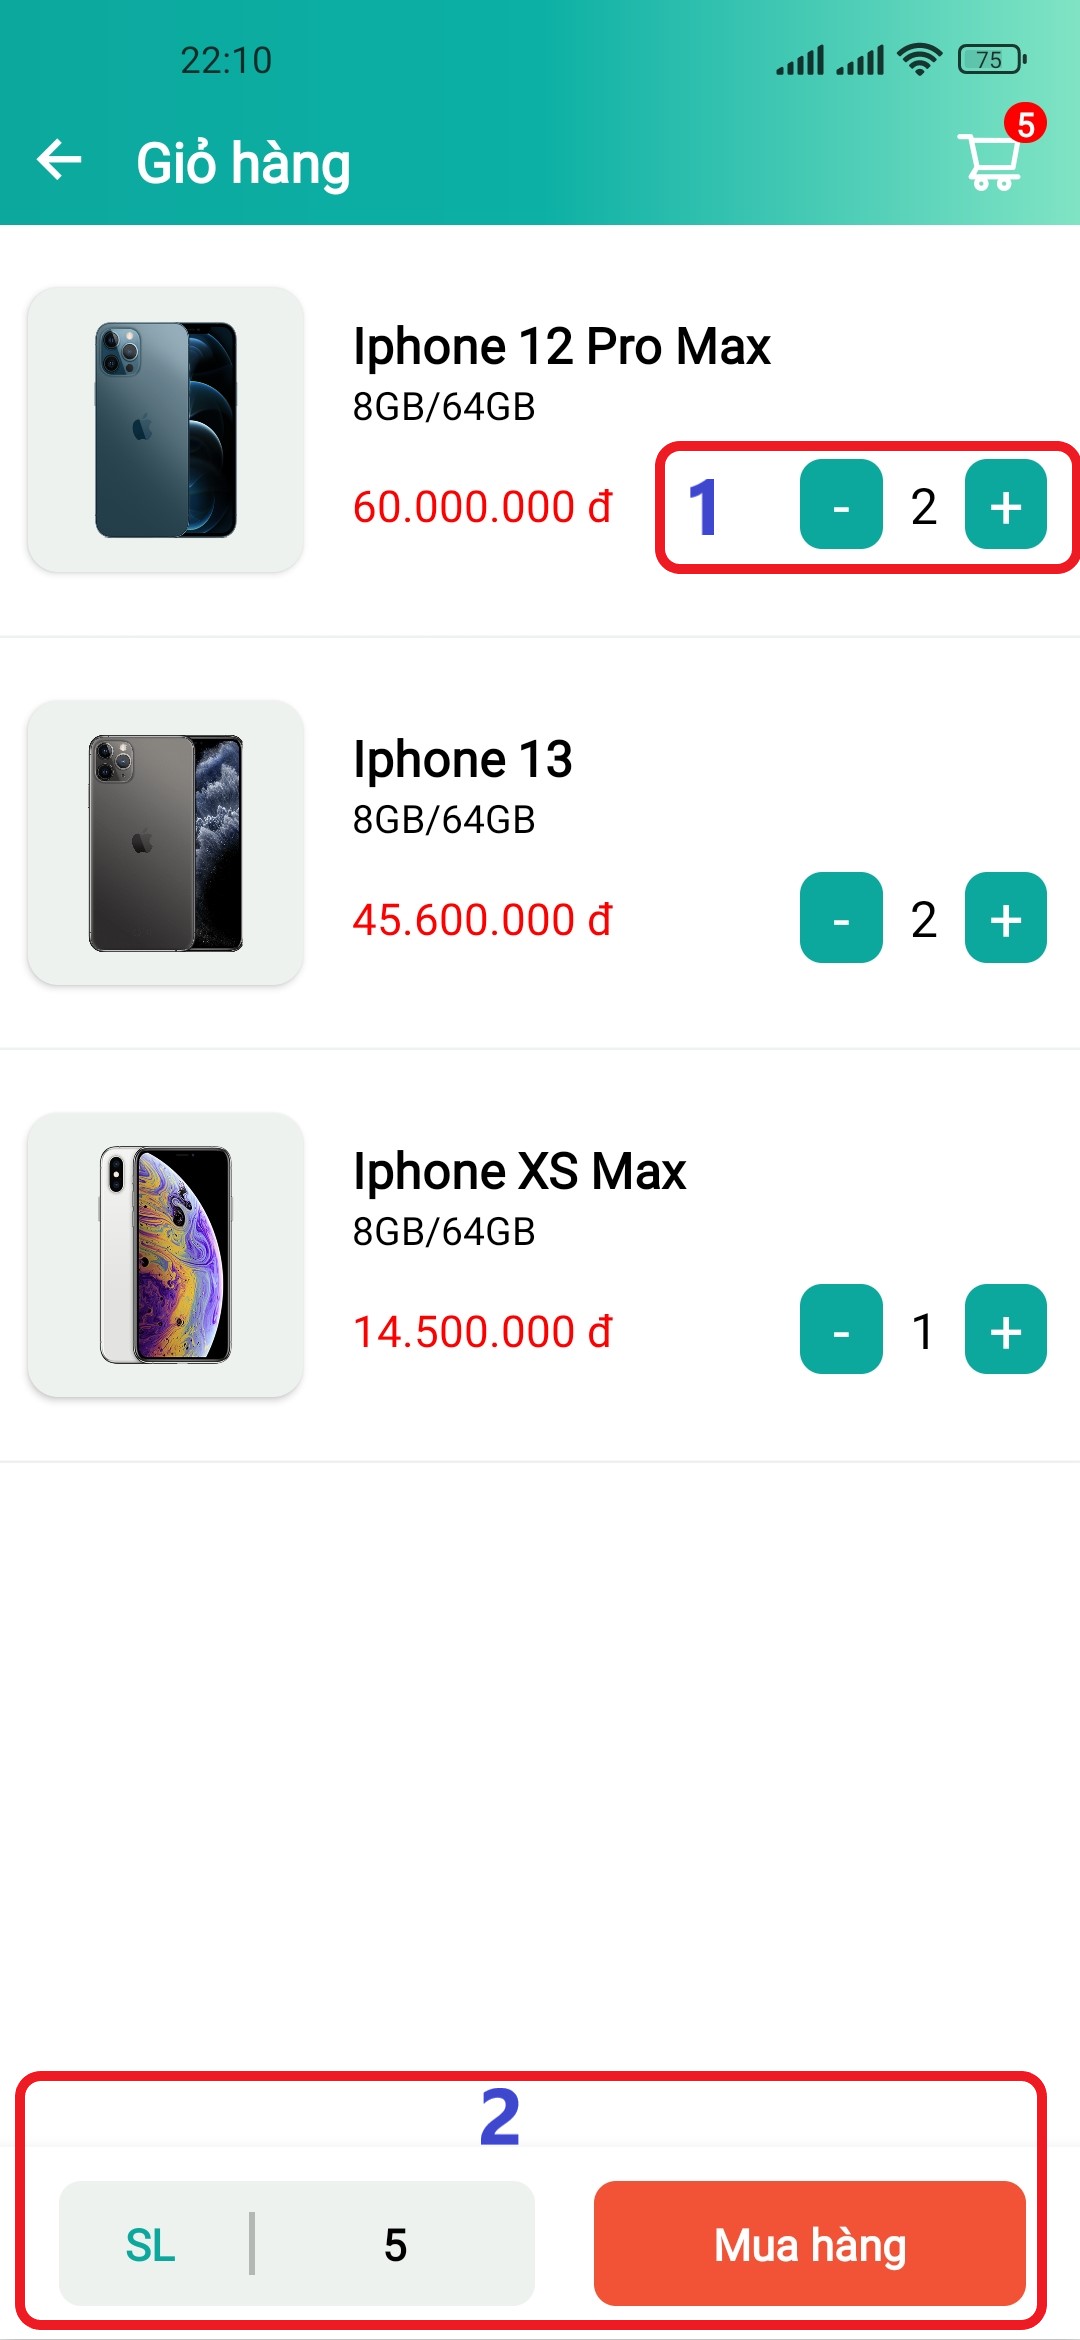 22:10
75
Giỏ hàng
5
Iphone 12 Pro Max
8GB/64GB
60.000.000 đ
1
- 2 +
Iphone 13
8GB/64GB
45.600.000 đ
- 2 +
Iphone XS Max
8GB/64GB
14.500.000 đ
- 1 +
2
SL 5
Mua hàng